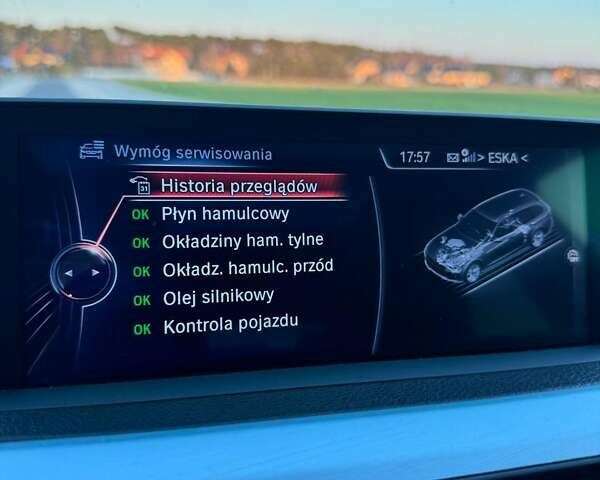 Wymóg serwisowania
17:57 > ESKA <
31 Historia przeglądów
OK Płyn hamulcowy
OK Okładziny ham. tylne
OK Okładz. hamulc. przód
OK Olej silnikowy
OK Kontrola pojazdu